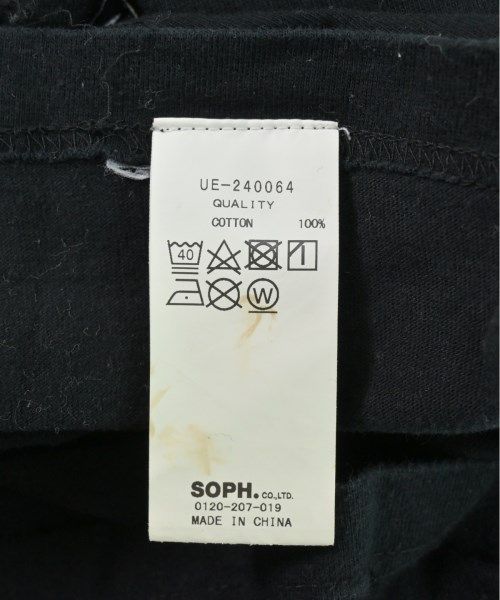 UE-240064
QUALITY
COTTON 100%
40
W
SOPH.CO.,LTD.
0120-207-019
MADE IN CHINA